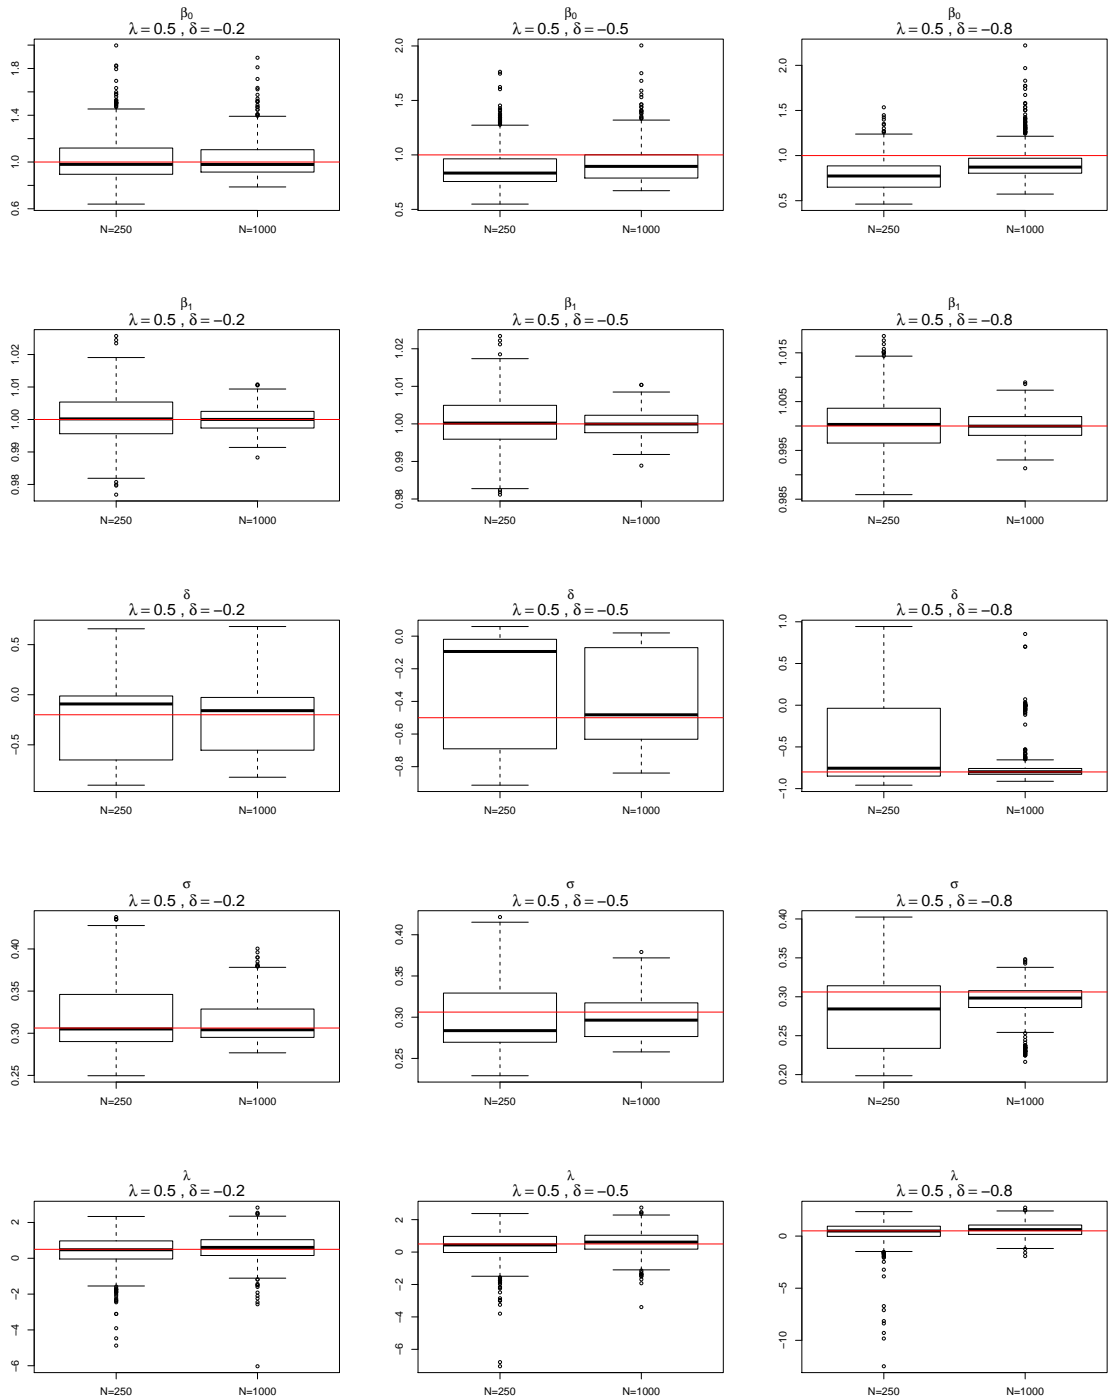 β₀
λ = 0.5 , δ = −0.2
0.6 1.0 1.4 1.8
N=250 N=1000
β₀
λ = 0.5 , δ = −0.5
0.5 1.0 1.5 2.0
N=250 N=1000
β₀
λ = 0.5 , δ = −0.8
0.5 1.0 1.5 2.0
N=250 N=1000
β₁
λ = 0.5 , δ = −0.2
0.98 0.99 1.00 1.01 1.02
N=250 N=1000
β₁
λ = 0.5 , δ = −0.5
0.98 0.99 1.00 1.01 1.02
N=250 N=1000
β₁
λ = 0.5 , δ = −0.8
0.985 0.995 1.005 1.015
N=250 N=1000
δ
λ = 0.5 , δ = −0.2
−0.5 0.0 0.5
N=250 N=1000
δ
λ = 0.5 , δ = −0.5
−0.8 −0.6 −0.4 −0.2 0.0
N=250 N=1000
δ
λ = 0.5 , δ = −0.8
−1.0 −0.5 0.0 0.5 1.0
N=250 N=1000
σ
λ = 0.5 , δ = −0.2
0.25 0.30 0.35 0.40
N=250 N=1000
σ
λ = 0.5 , δ = −0.5
0.25 0.30 0.35 0.40
N=250 N=1000
σ
λ = 0.5 , δ = −0.8
0.20 0.25 0.30 0.35 0.40
N=250 N=1000
λ
λ = 0.5 , δ = −0.2
−6 −4 −2 0 2
N=250 N=1000
λ
λ = 0.5 , δ = −0.5
−6 −4 −2 0 2
N=250 N=1000
λ
λ = 0.5 , δ = −0.8
−10 −5 0
N=250 N=1000